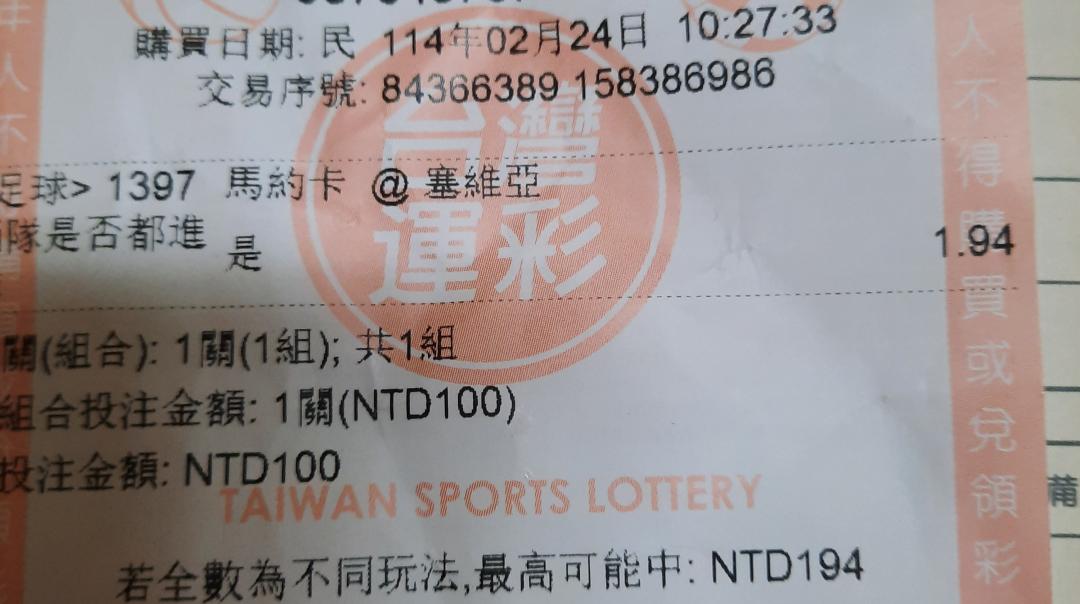 購買日期: 民 114年02月24日 10:27:33
交易序號: 84366389 158386986
足球> 1397 馬約卡 @ 塞維亞
隊是否都進 是 1.94
關(組合): 1關(1組); 共1組
組合投注金額: 1關(NTD100)
投注金額: NTD100
若全數為不同玩法,最高可能中: NTD194
台灣
運彩
TAIWAN SPORTS LOTTERY
人不得購買或兌領彩
年人不